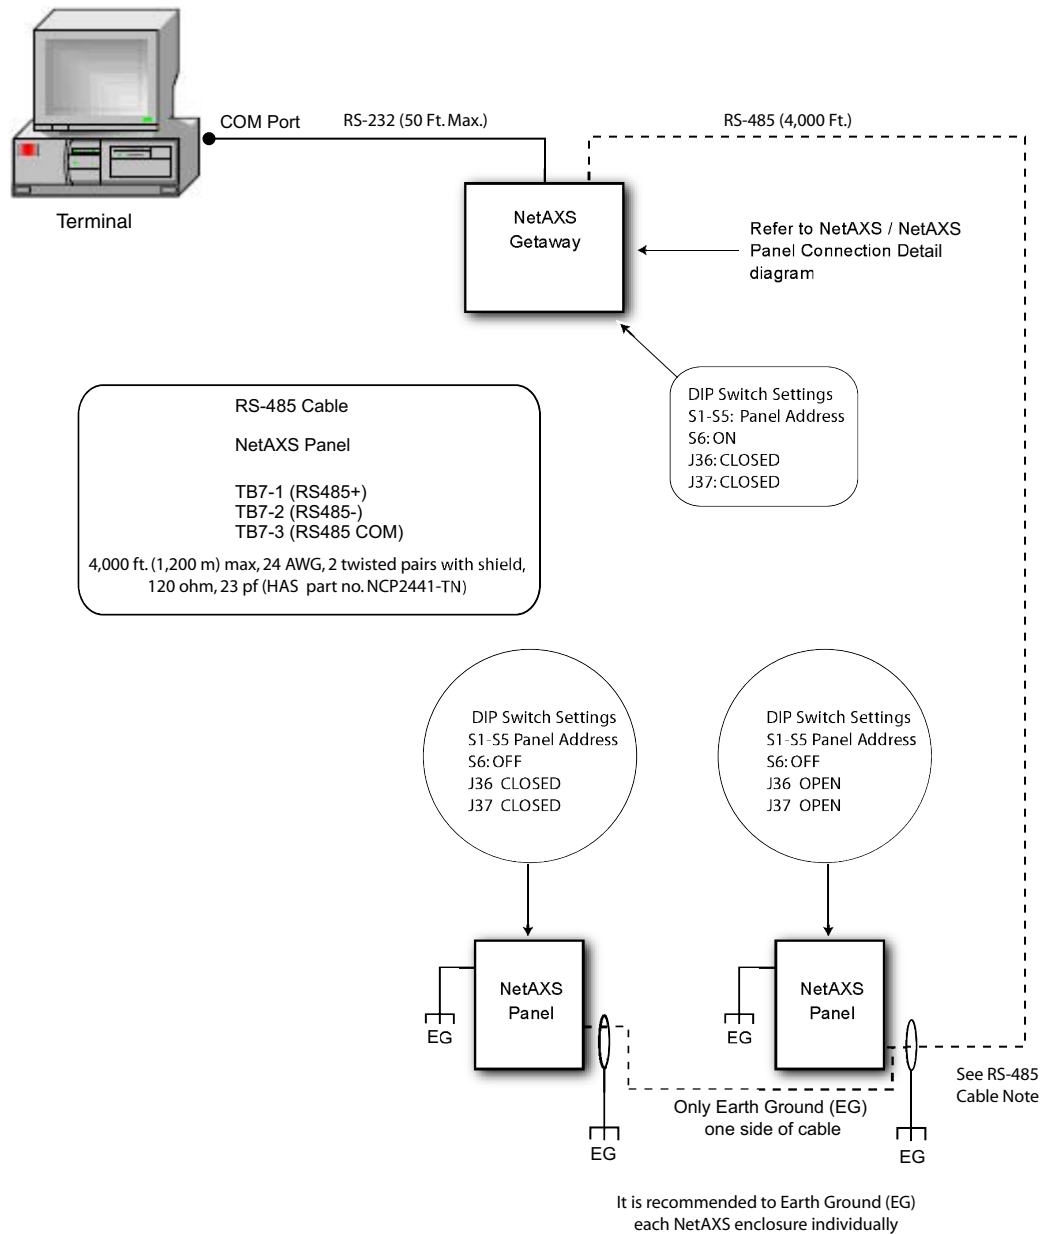 COM Port
RS-232 (50 Ft. Max.)
RS-485 (4,000 Ft.)
Terminal
NetAXS
Getaway
Refer to NetAXS / NetAXS
Panel Connection Detail
diagram
DIP Switch Settings
S1-S5: Panel Address
S6: ON
J36: CLOSED
J37: CLOSED
RS-485 Cable
NetAXS Panel
TB7-1 (RS485+)
TB7-2 (RS485-)
TB7-3 (RS485 COM)
4,000 ft. (1,200 m) max, 24 AWG, 2 twisted pairs with shield,
120 ohm, 23 pf (HAS part no. NCP2441-TN)
DIP Switch Settings
S1-S5 Panel Address
S6: OFF
J36 CLOSED
J37 CLOSED
DIP Switch Settings
S1-S5 Panel Address
S6: OFF
J36 OPEN
J37 OPEN
NetAXS
Panel
EG
EG
NetAXS
Panel
EG
EG
See RS-485
Cable Note
Only Earth Ground (EG)
one side of cable
It is recommended to Earth Ground (EG)
each NetAXS enclosure individually